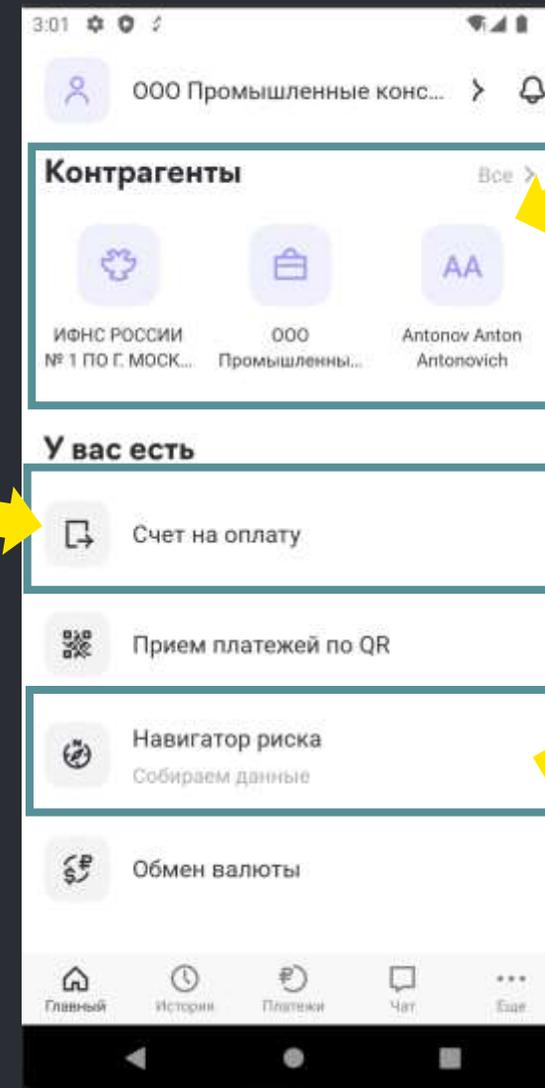 3:01
ООО Промышленные конс...
Контрагенты
Все
АА
ИФНС РОССИИ
№ 1 ПО Г. МОСК...
ООО
Промышленны...
Antonov Anton
Antonovich
У вас есть
Счет на оплату
Прием платежей по QR
Навигатор риска
Собираем данные
Обмен валюты
Главный
История
Платежи
Чат
Еще